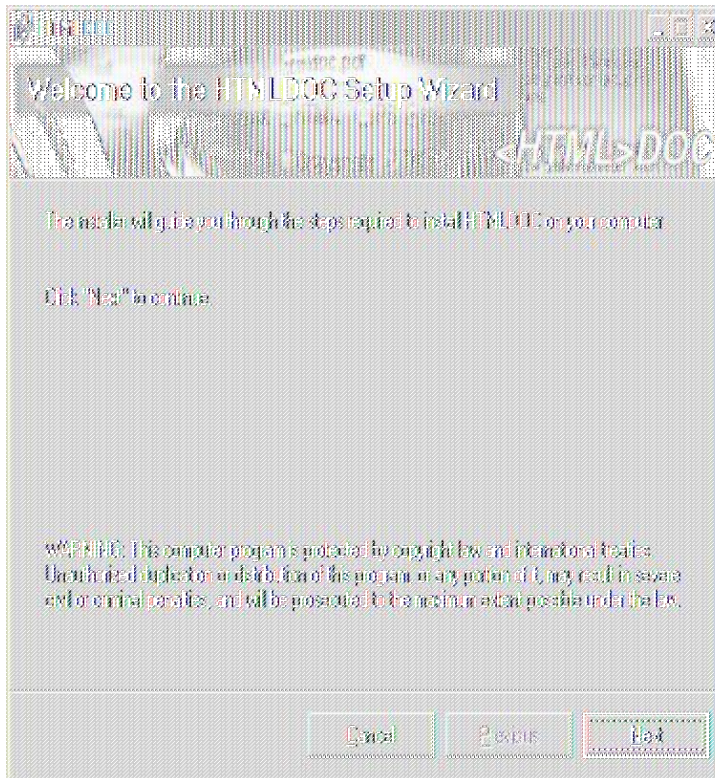 HTMLDOC
Welcome to the HTMLDOC Setup Wizard
<HTML>DOC
The installer will guide you through the steps required to install HTMLDOC on your computer.
Click "Next" to continue.
WARNING: This computer program is protected by copyright law and international treaties.
Unauthorized duplication or distribution of this program, or any portion of it, may result in severe
civil or criminal penalties, and will be prosecuted to the maximum extent possible under the law.
Cancel Previous Next